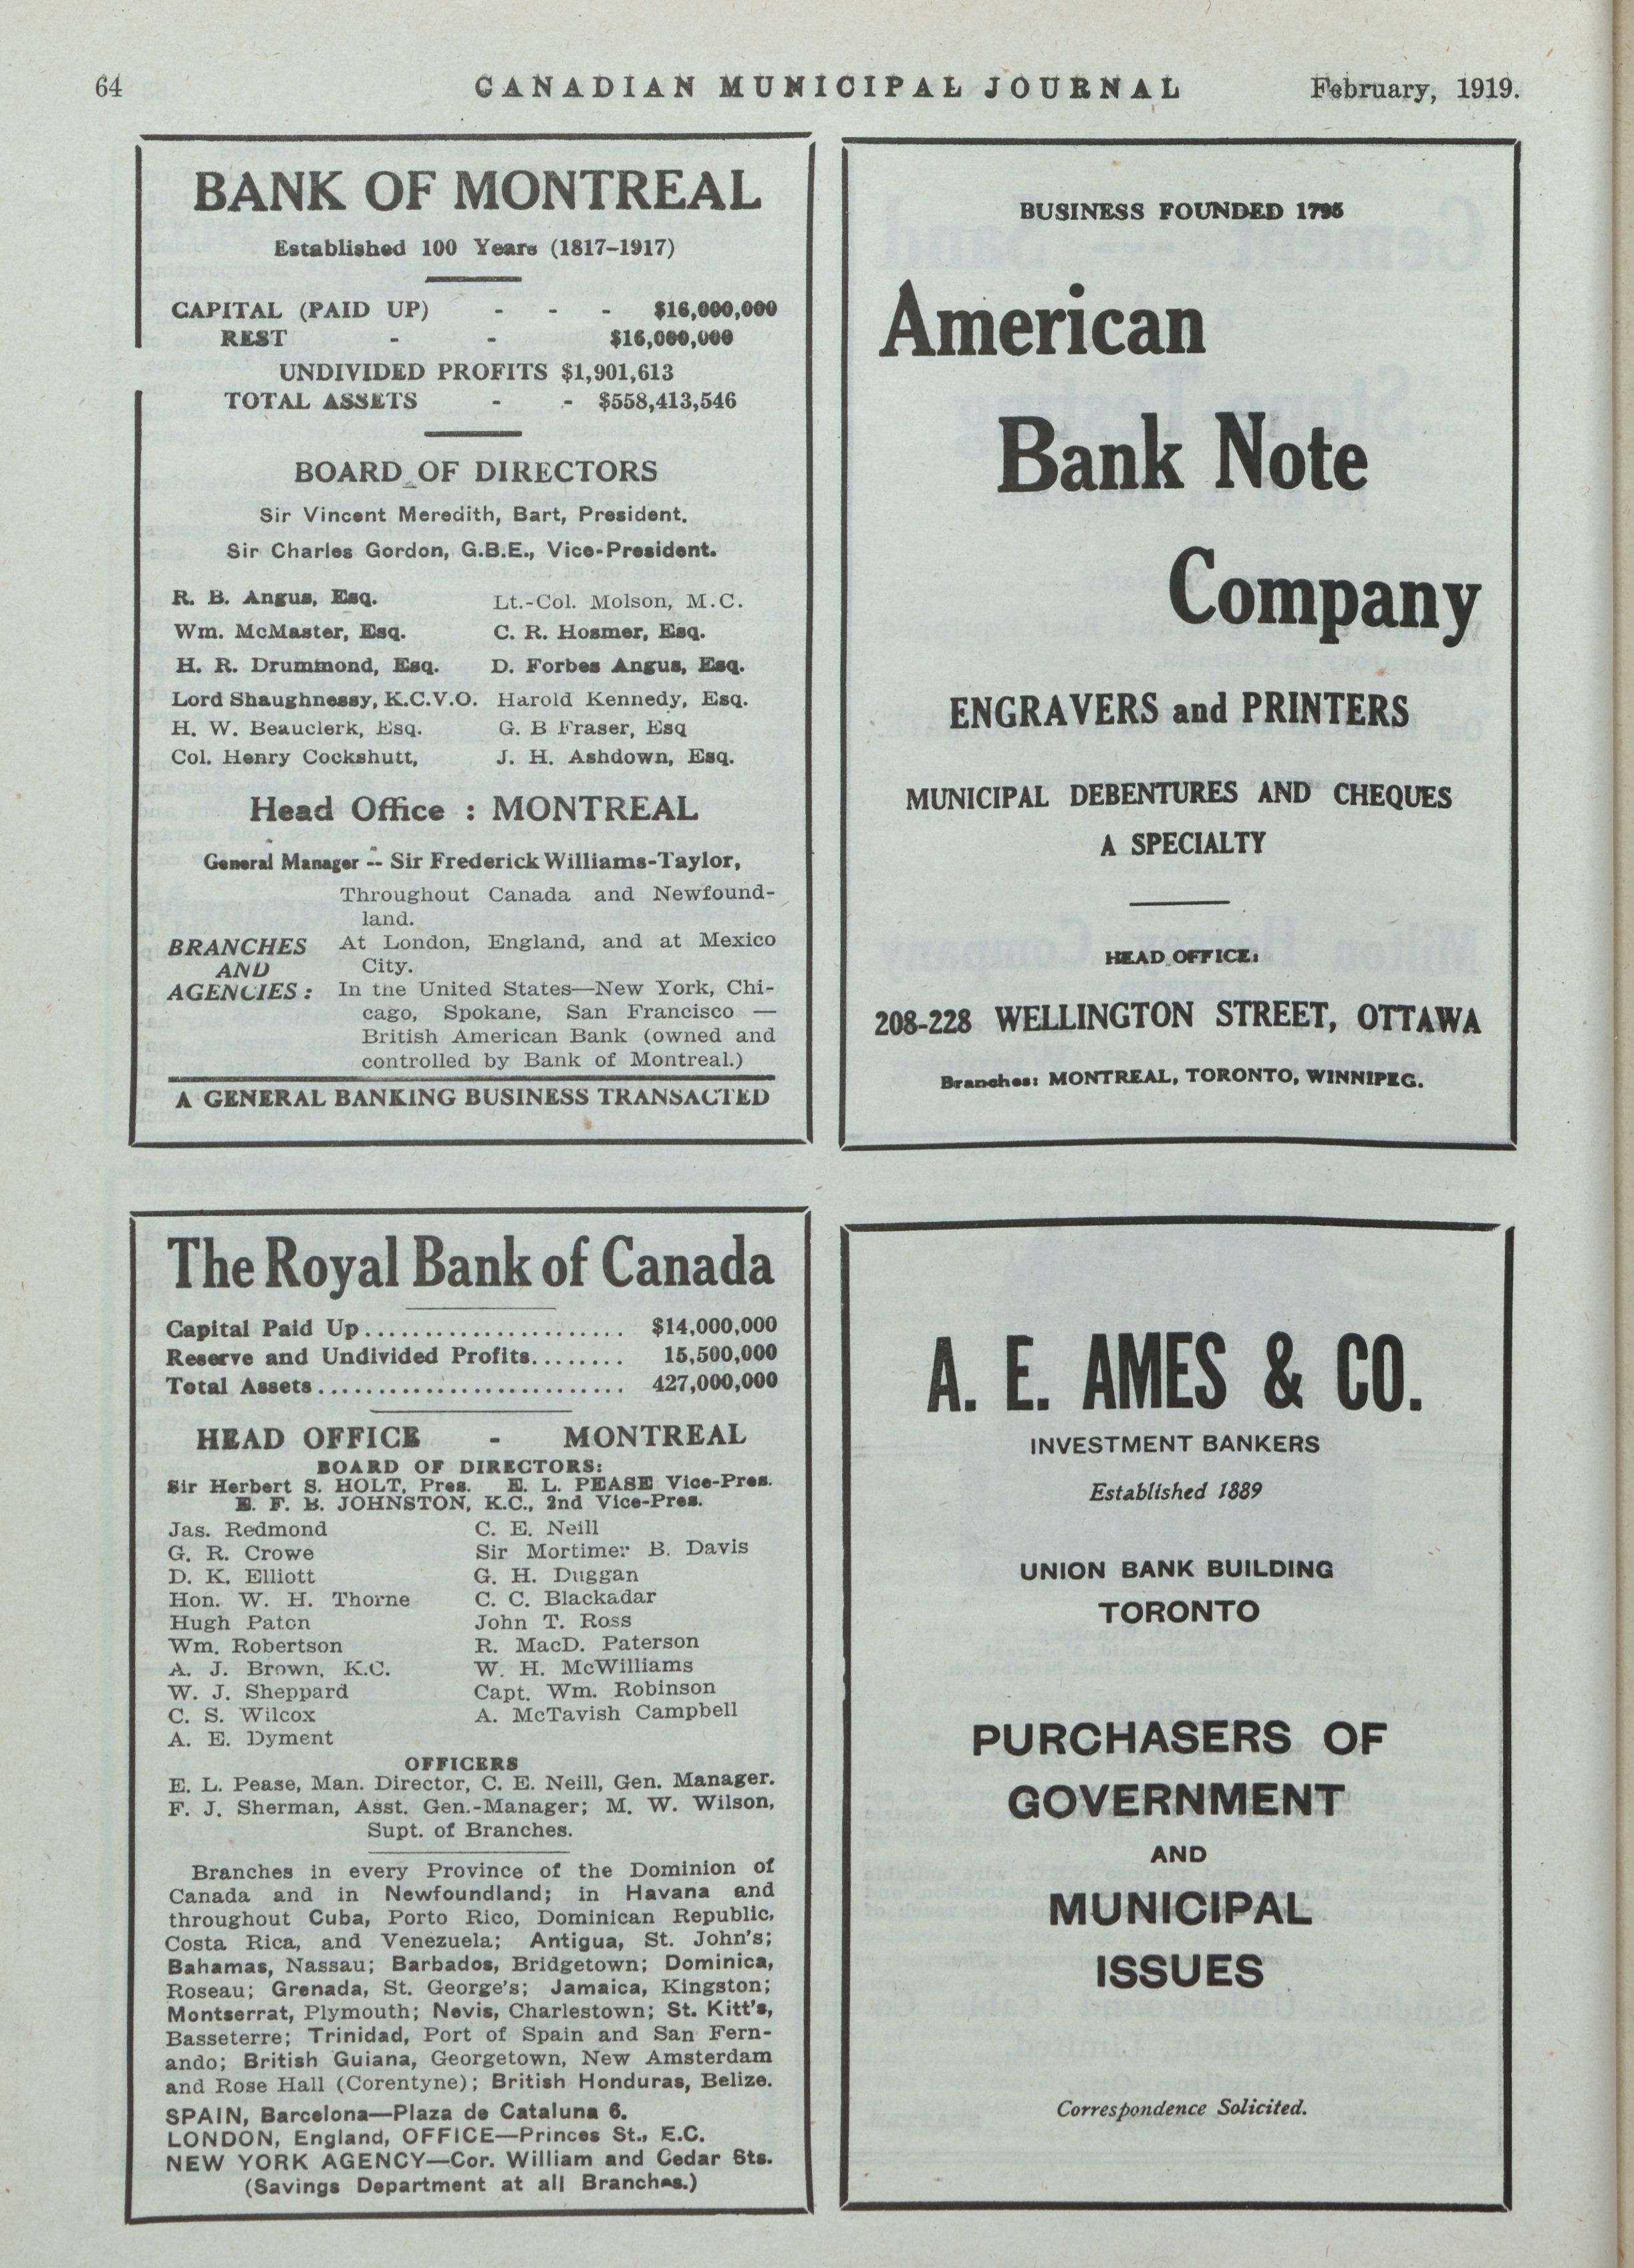 64
CANADIAN MUNICIPAL JOURNAL
February, 1919.
BANK OF MONTREAL
Established 100 Years (1817-1917)
CAPITAL (PAID UP) - - - $16,000,000
REST - - $16,000,000
UNDIVIDED PROFITS $1,901,613
TOTAL ASSETS - - $558,413,546
BOARD OF DIRECTORS
Sir Vincent Meredith, Bart, President.
Sir Charles Gordon, G.B.E., Vice-President.
R. B. Angus, Esq. Lt.-Col. Molson, M.C.
Wm. McMaster, Esq. C. R. Hosmer, Esq.
H. R. Drummond, Esq. D. Forbes Angus, Esq.
Lord Shaughnessy, K.C.V.O. Harold Kennedy, Esq.
H. W. Beauclerk, Esq. G. B Fraser, Esq
Col. Henry Cockshutt, J. H. Ashdown, Esq.
Head Office : MONTREAL
General Manager -- Sir Frederick Williams-Taylor,
BRANCHES
AND
AGENCIES :
Throughout Canada and Newfound-
land.
At London, England, and at Mexico
City.
In the United States—New York, Chi-
cago, Spokane, San Francisco —
British American Bank (owned and
controlled by Bank of Montreal.)
A GENERAL BANKING BUSINESS TRANSACTED
BUSINESS FOUNDED 1795
American
Bank Note
Company
ENGRAVERS and PRINTERS
MUNICIPAL DEBENTURES AND CHEQUES
A SPECIALTY
HEAD OFFICE:
208-228 WELLINGTON STREET, OTTAWA
Branches: MONTREAL, TORONTO, WINNIPEG.
The Royal Bank of Canada
Capital Paid Up...................... $14,000,000
Reserve and Undivided Profits........ 15,500,000
Total Assets.......................... 427,000,000
HEAD OFFICE - MONTREAL
BOARD OF DIRECTORS:
Sir Herbert S. HOLT, Pres. E. L. PEASE Vice-Pres.
E. F. B. JOHNSTON, K.C., 2nd Vice-Pres.
Jas. Redmond C. E. Neill
G. R. Crowe Sir Mortimer B. Davis
D. K. Elliott G. H. Duggan
Hon. W. H. Thorne C. C. Blackadar
Hugh Paton John T. Ross
Wm. Robertson R. MacD. Paterson
A. J. Brown, K.C. W. H. McWilliams
W. J. Sheppard Capt. Wm. Robinson
C. S. Wilcox A. McTavish Campbell
A. E. Dyment
OFFICERS
E. L. Pease, Man. Director, C. E. Neill, Gen. Manager.
F. J. Sherman, Asst. Gen.-Manager; M. W. Wilson,
Supt. of Branches.
Branches in every Province of the Dominion of
Canada and in Newfoundland; in Havana and
throughout Cuba, Porto Rico, Dominican Republic,
Costa Rica, and Venezuela; Antigua, St. John's;
Bahamas, Nassau; Barbados, Bridgetown; Dominica,
Roseau; Grenada, St. George's; Jamaica, Kingston;
Montserrat, Plymouth; Nevis, Charlestown; St. Kitt's,
Basseterre; Trinidad, Port of Spain and San Fern-
ando; British Guiana, Georgetown, New Amsterdam
and Rose Hall (Corentyne); British Honduras, Belize.
SPAIN, Barcelona—Plaza de Cataluna 6.
LONDON, England, OFFICE—Princes St., E.C.
NEW YORK AGENCY—Cor. William and Cedar Sts.
(Savings Department at all Branches.)
A. E. AMES & CO.
INVESTMENT BANKERS
Established 1889
UNION BANK BUILDING
TORONTO
PURCHASERS OF
GOVERNMENT
AND
MUNICIPAL
ISSUES
Correspondence Solicited.